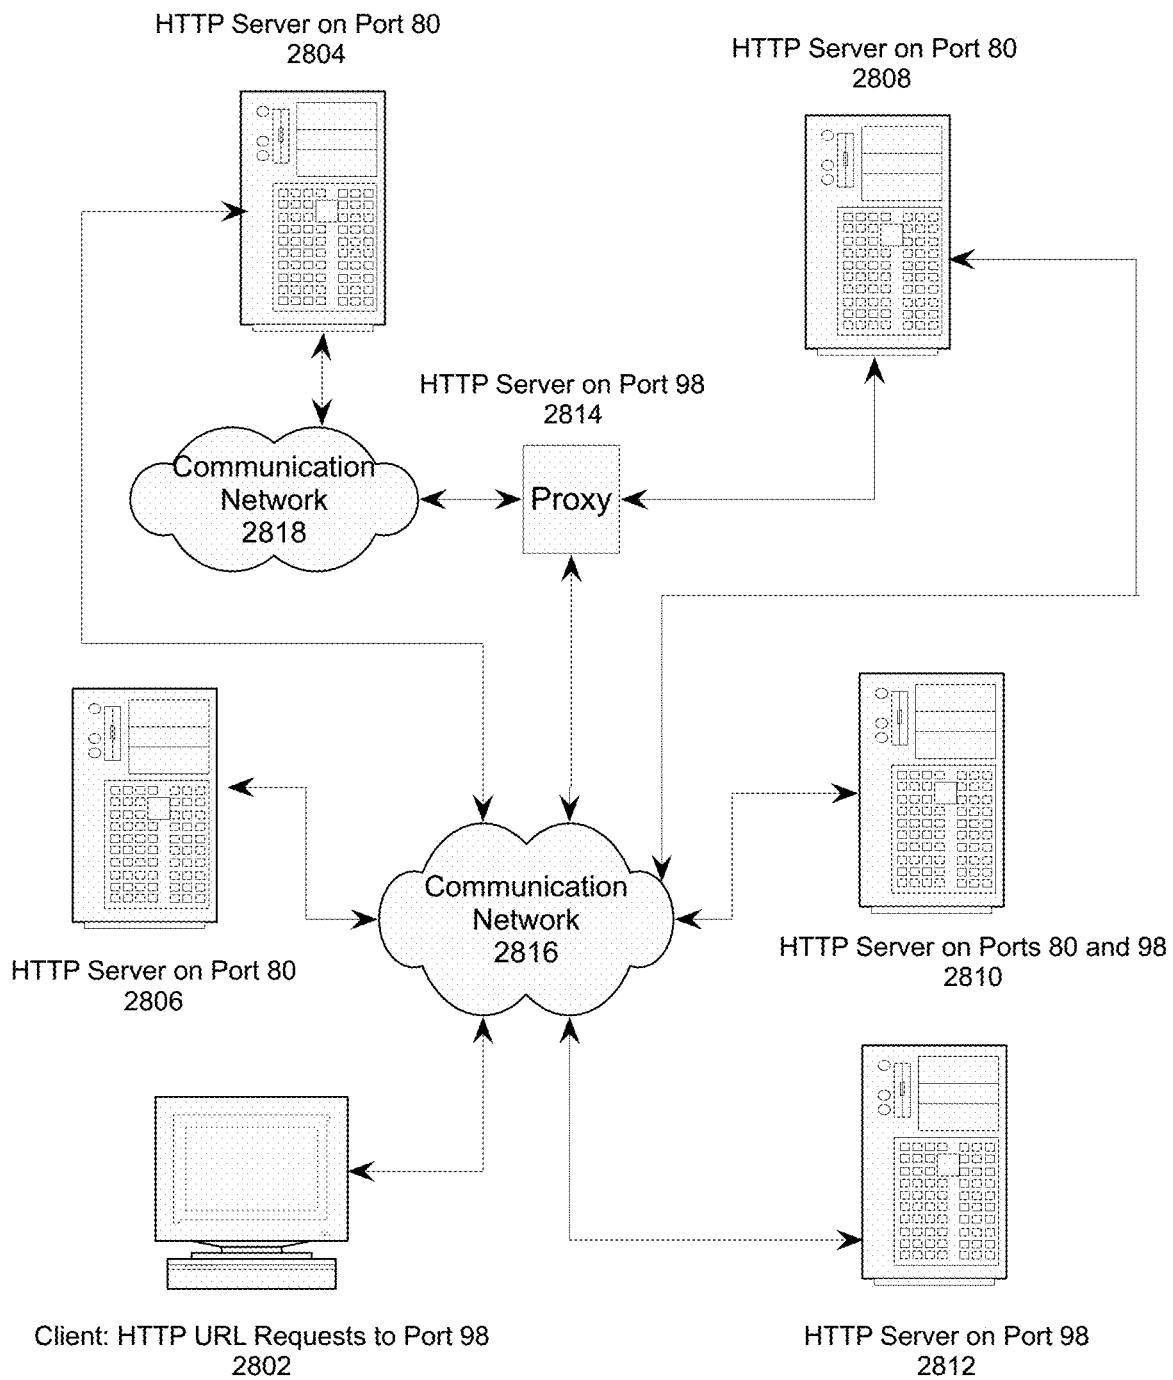 HTTP Server on Port 80
2804
HTTP Server on Port 80
2808
HTTP Server on Port 98
2814
Communication
Network
2818
Proxy
Communication
Network
2816
HTTP Server on Port 80
2806
HTTP Server on Ports 80 and 98
2810
Client: HTTP URL Requests to Port 98
2802
HTTP Server on Port 98
2812